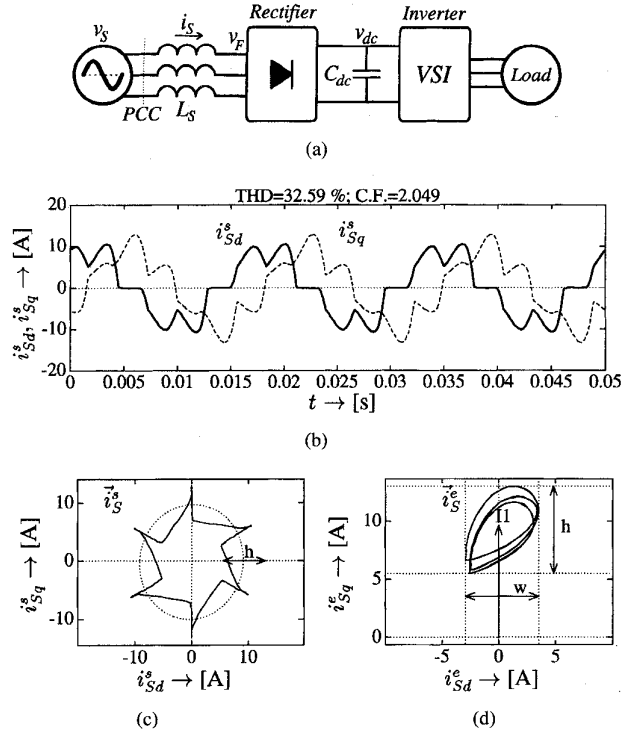 Rectifier Inverter
v_S i_S v_F v_dc
C_dc VSI Load
PCC L_S
(a)
THD=32.59 %; C.F.=2.049
i^s_Sd i^s_Sq
i^s_Sd, i^s_Sq → [A]
20
10
0
-10
-20
0 0.005 0.01 0.015 0.02 0.025 0.03 0.035 0.04 0.045 0.05
t → [s]
(b)
i⃗^s_S
i^s_Sq → [A]
10
0
-10
h
-10 0 10
i^s_Sd → [A]
(c)
i⃗^e_S
i^e_Sq → [A]
10
5
0
I1
h
w
-5 0 5
i^e_Sd → [A]
(d)